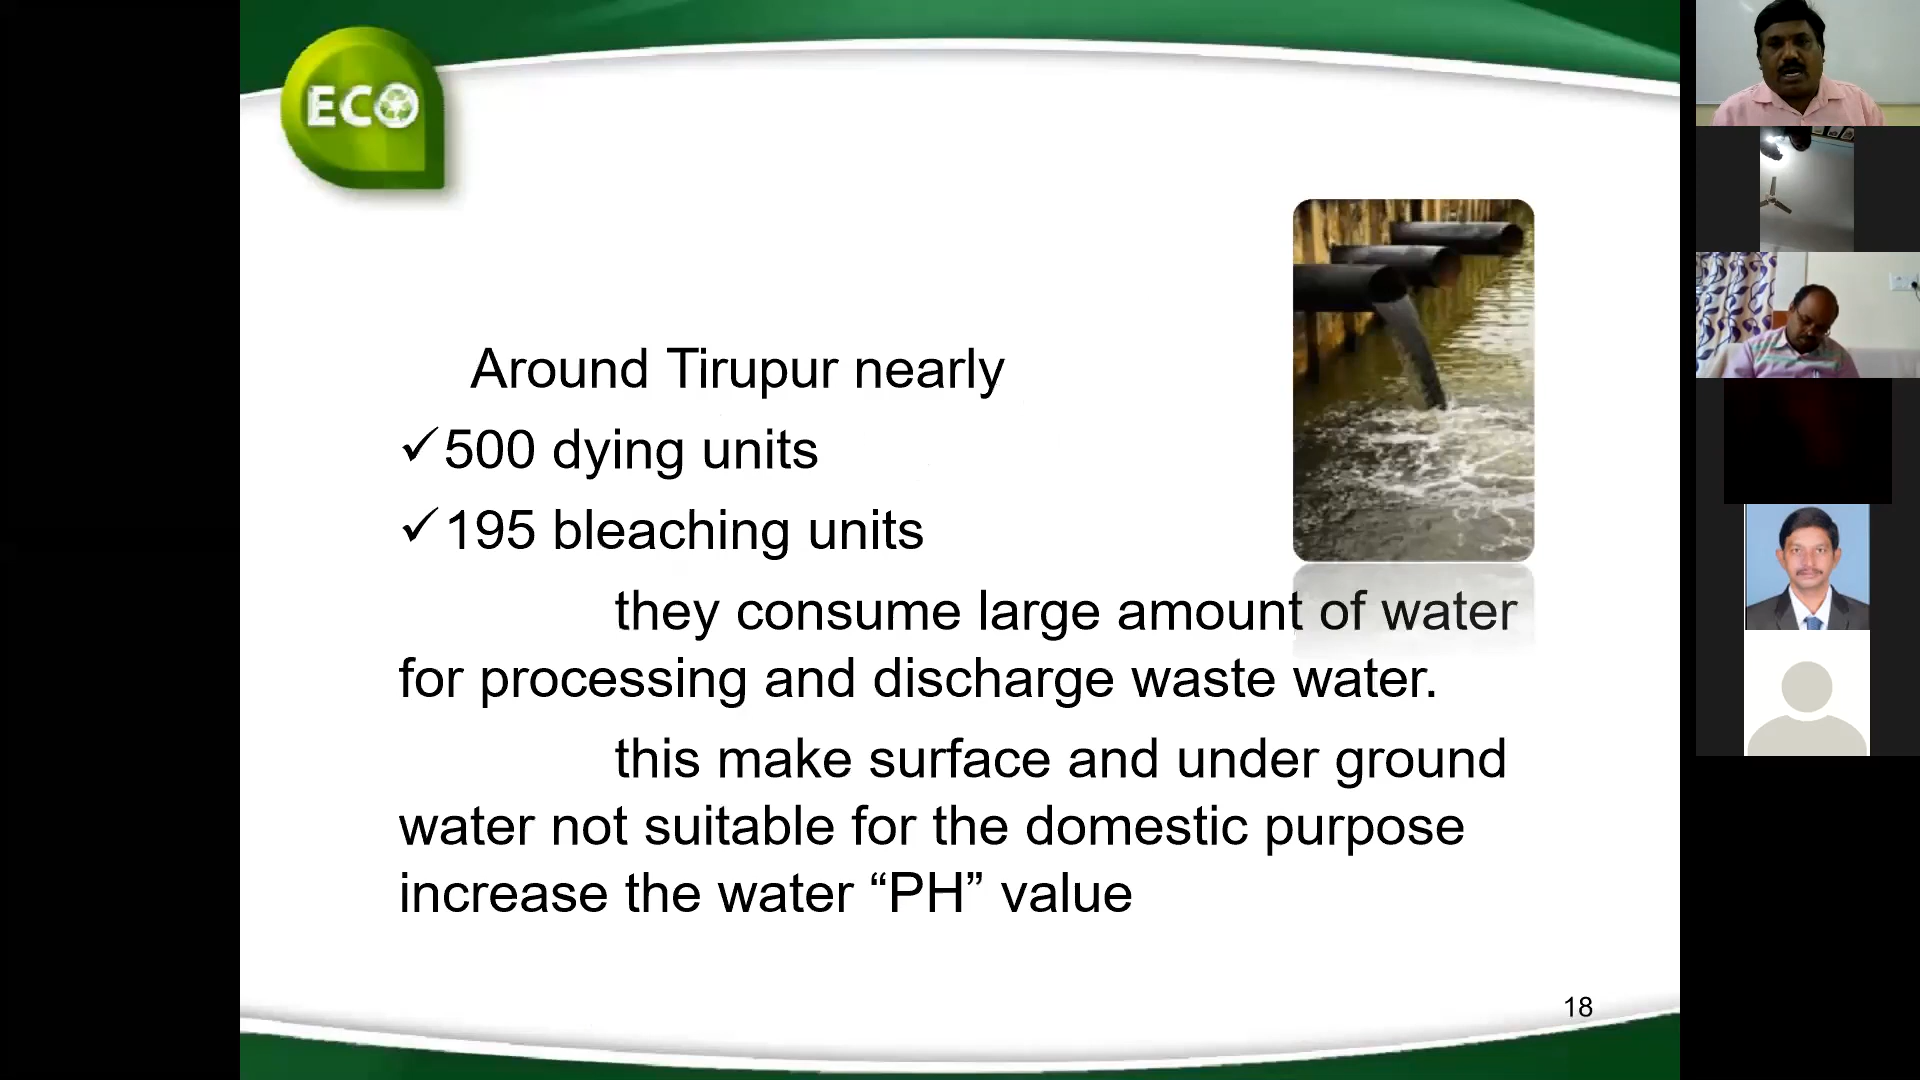 ECO
Around Tirupur nearly
✓500 dying units
✓195 bleaching units
they consume large amount of water
for processing and discharge waste water.
this make surface and under ground
water not suitable for the domestic purpose
increase the water “PH” value
18